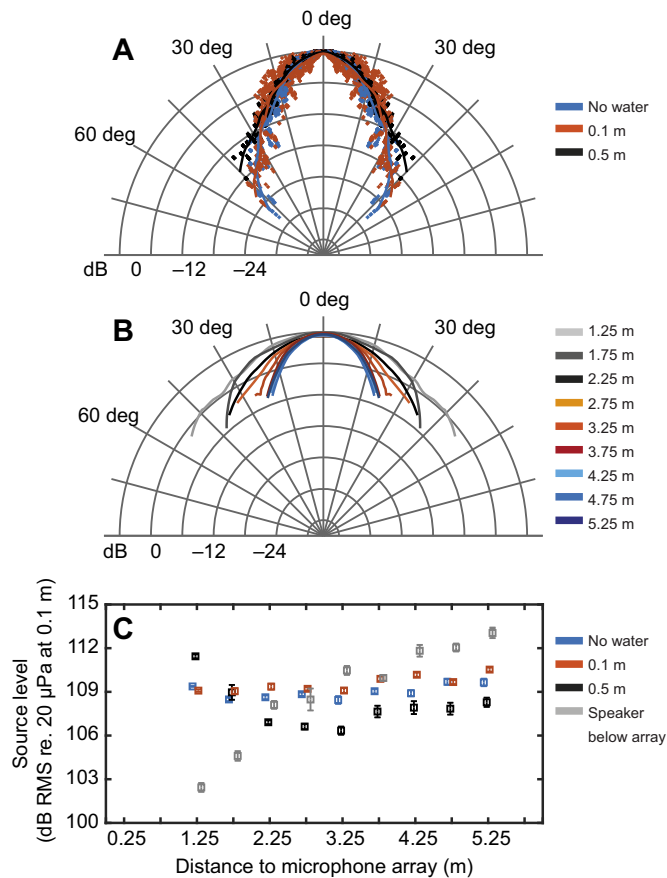 A
0 deg
30 deg
30 deg
60 deg
dB 0 –12 –24
No water
0.1 m
0.5 m
B
0 deg
30 deg
30 deg
60 deg
dB 0 –12 –24
1.25 m
1.75 m
2.25 m
2.75 m
3.25 m
3.75 m
4.25 m
4.75 m
5.25 m
C
Source level
(dB RMS re. 20 μPa at 0.1 m)
115
112
109
106
103
100
0.25 1.25 2.25 3.25 4.25 5.25
Distance to microphone array (m)
No water
0.1 m
0.5 m
Speaker
below array